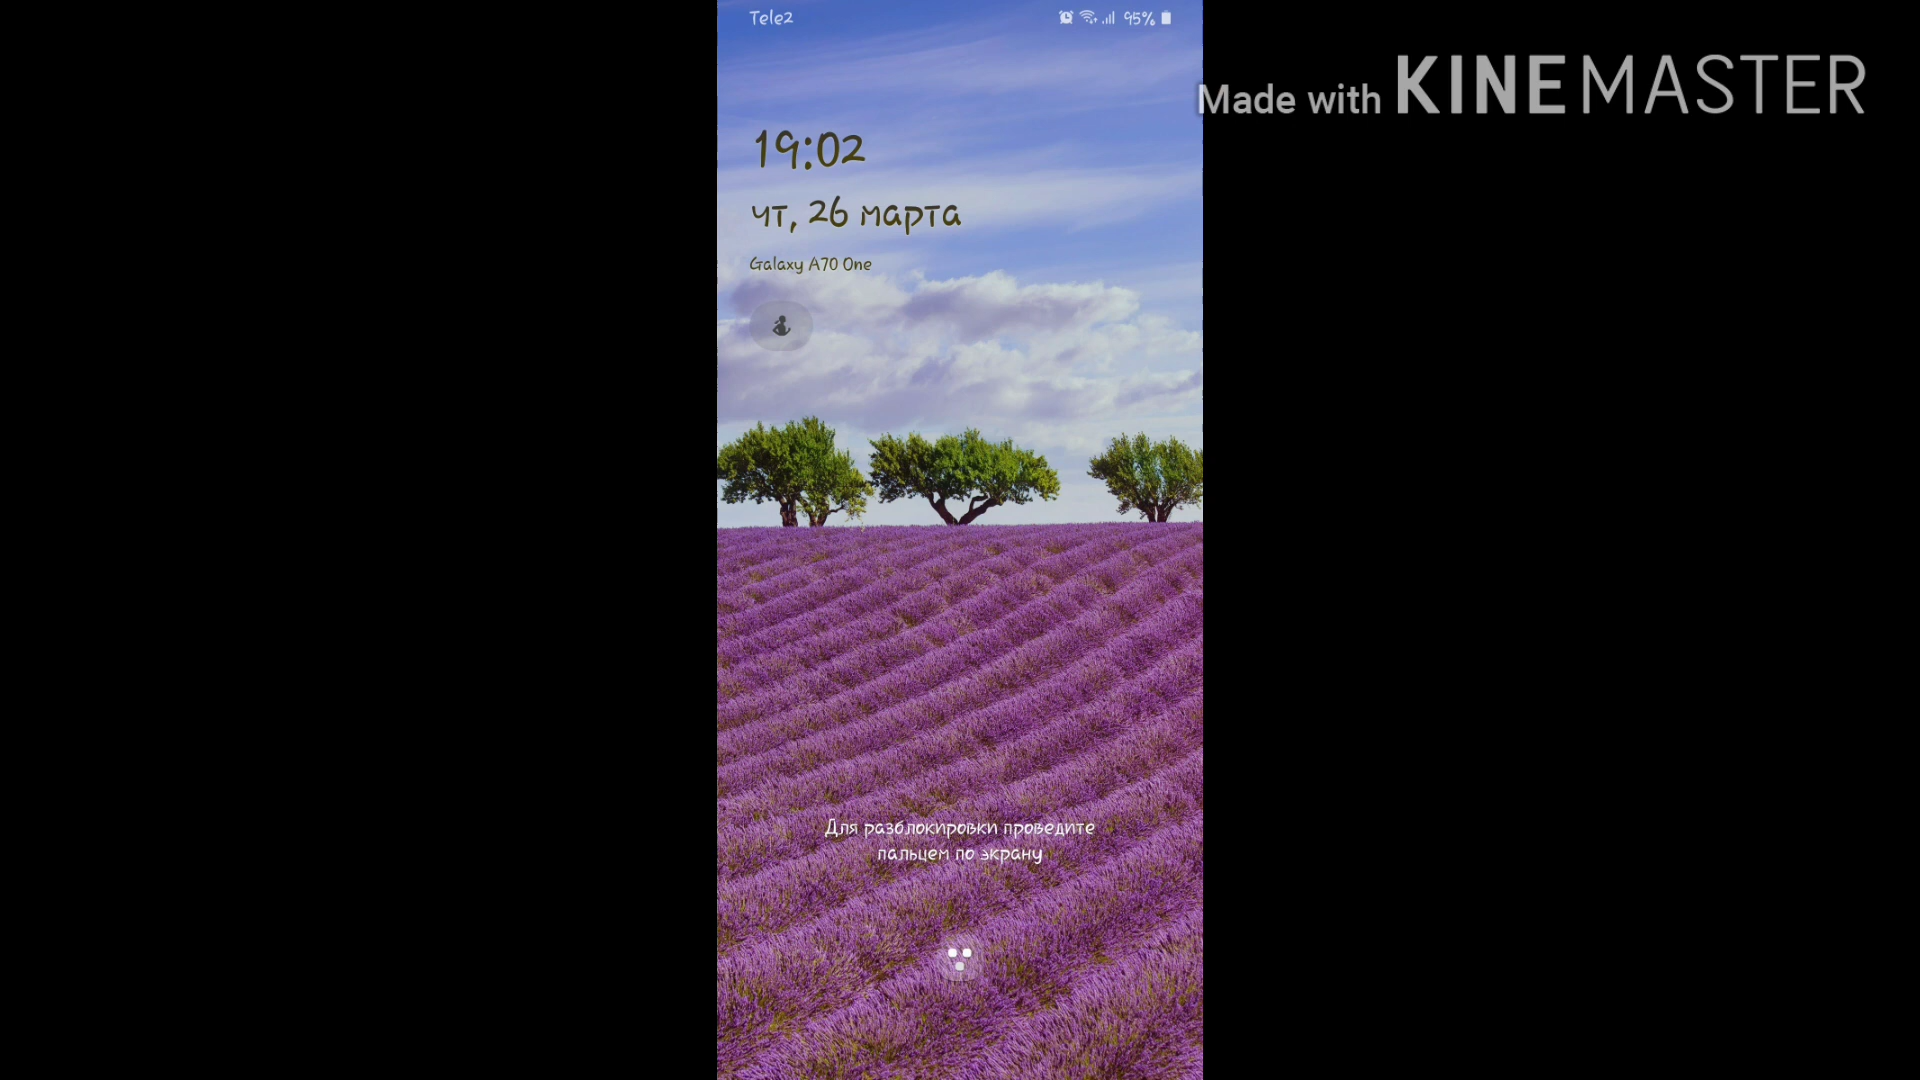 Tele2
95%
Made with KINEMASTER
19:02
чт, 26 марта
Galaxy A70 One
Для разблокировки проведите
пальцем по экрану